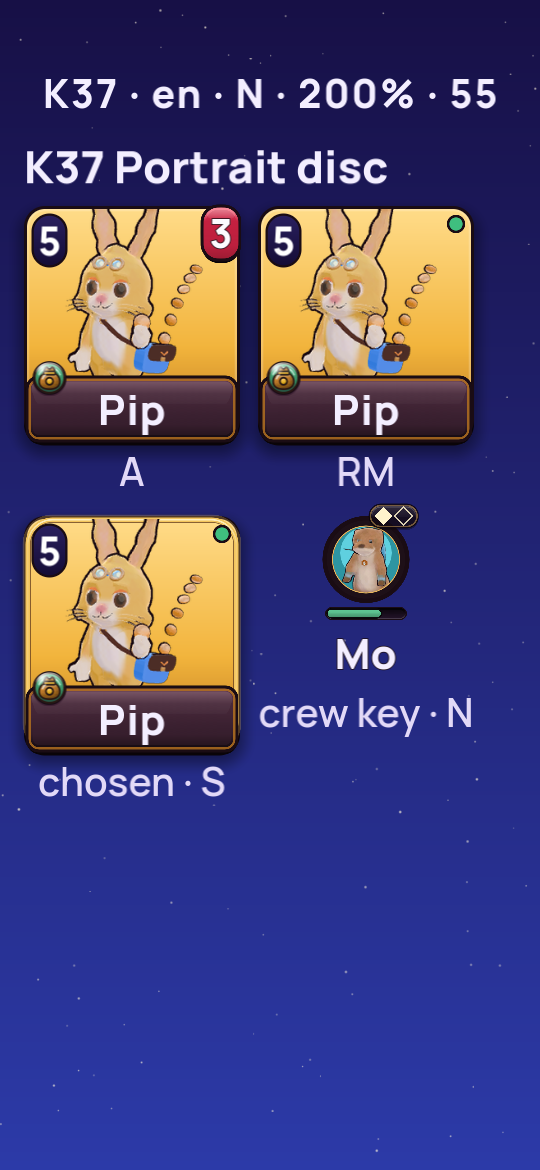 K37 · en · N · 200% · 55
K37 Portrait disc
5
3
5
Pip
Pip
A
RM
5
Pip
Mo
crew key · N
chosen · S